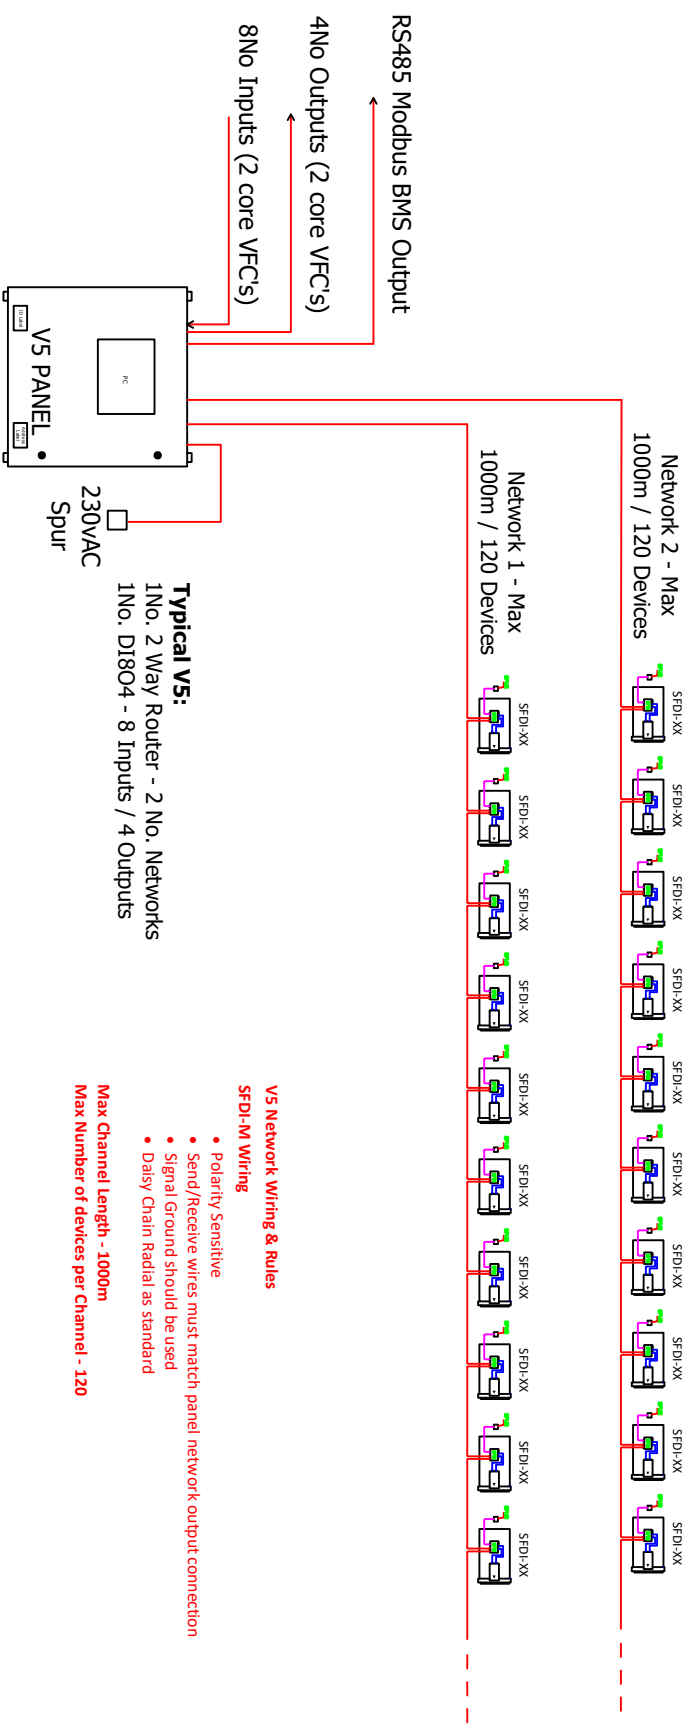 RS485 Modbus BMS Output
4No Outputs (2 core VFC's)
8No Inputs (2 core VFC's)
Network 2 - Max
1000m / 120 Devices
SFDI-XX
SFDI-XX
SFDI-XX
SFDI-XX
SFDI-XX
SFDI-XX
SFDI-XX
SFDI-XX
SFDI-XX
SFDI-XX
Network 1 - Max
1000m / 120 Devices
SFDI-XX
SFDI-XX
SFDI-XX
SFDI-XX
SFDI-XX
SFDI-XX
SFDI-XX
SFDI-XX
SFDI-XX
SFDI-XX
PC
V5 PANEL
230vAC
Spur
Typical V5:
1No. 2 Way Router - 2 No. Networks
1No. DI8O4 - 8 Inputs / 4 Outputs
V5 Network Wiring & Rules
SFDI-M Wiring
• Polarity Sensitive
• Send/Receive wires must match panel network output connection
• Signal Ground should be used
• Daisy Chain Radial as standard
Max Channel Length - 1000m
Max Number of devices per Channel - 120